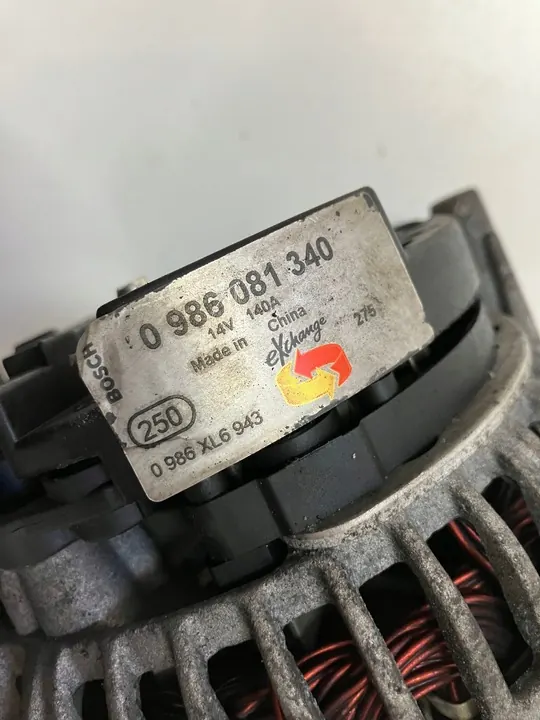 BOSCH
0 986 081 340
14V 140A
Made in China
eXchange
275
250
0 986 XL6 943